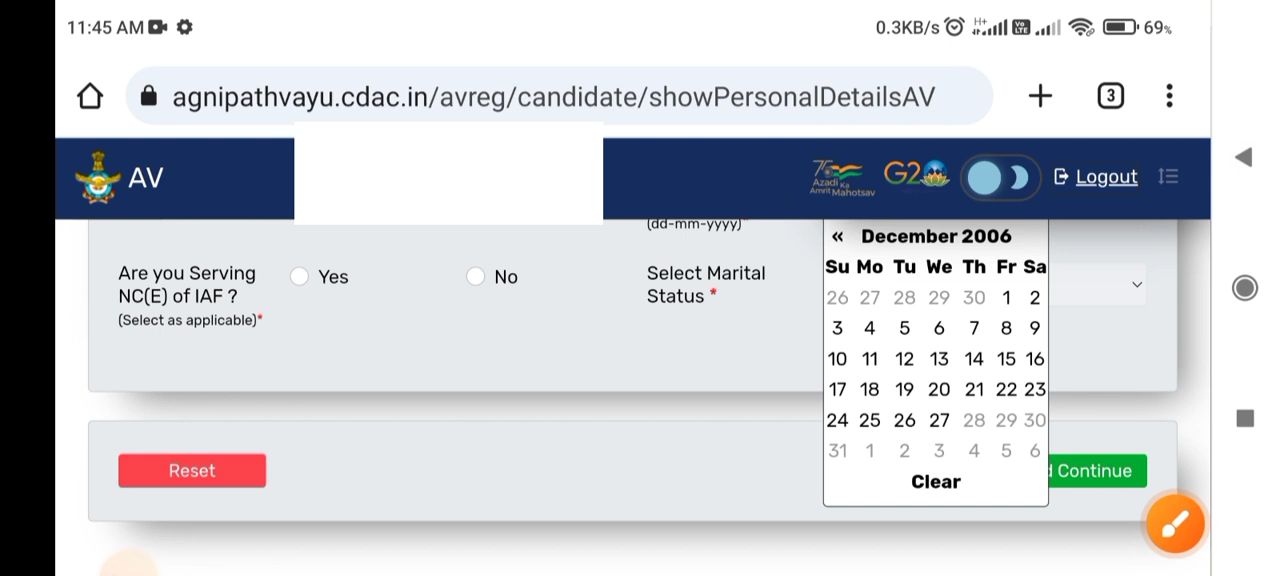 11:45 AM
0.3KB/s H+ Vo LTE 69%
agnipathvayu.cdac.in/avreg/candidate/showPersonalDetailsAV
3
AV
75 Azadi Ka Amrit Mahotsav
G20
Logout
(dd-mm-yyyy)*
Are you Serving
NC(E) of IAF ?
(Select as applicable)*
Yes
No
Select Marital
Status *
« December 2006
Su Mo Tu We Th Fr Sa
26 27 28 29 30 1 2
3 4 5 6 7 8 9
10 11 12 13 14 15 16
17 18 19 20 21 22 23
24 25 26 27 28 29 30
31 1 2 3 4 5 6
Clear
Reset
Continue